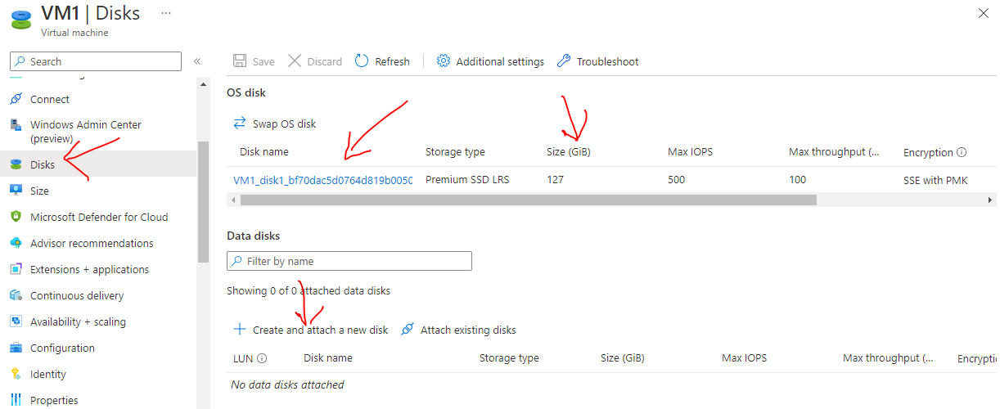 VM1 | Disks ...
Virtual machine
Search
«
Connect
Windows Admin Center
(preview)
Disks
Size
Microsoft Defender for Cloud
Advisor recommendations
Extensions + applications
Continuous delivery
Availability + scaling
Configuration
Identity
Properties
Save Discard Refresh Additional settings Troubleshoot
OS disk
Swap OS disk
Disk name Storage type Size (GiB) Max IOPS Max throughput (... Encryption
VM1_disk1_bf70dac5d0764d819b005 Premium SSD LRS 127 500 100 SSE with PMK
Data disks
Filter by name
Showing 0 of 0 attached data disks
Create and attach a new disk Attach existing disks
LUN Disk name Storage type Size (GiB) Max IOPS Max throughput (... Encryptio
No data disks attached